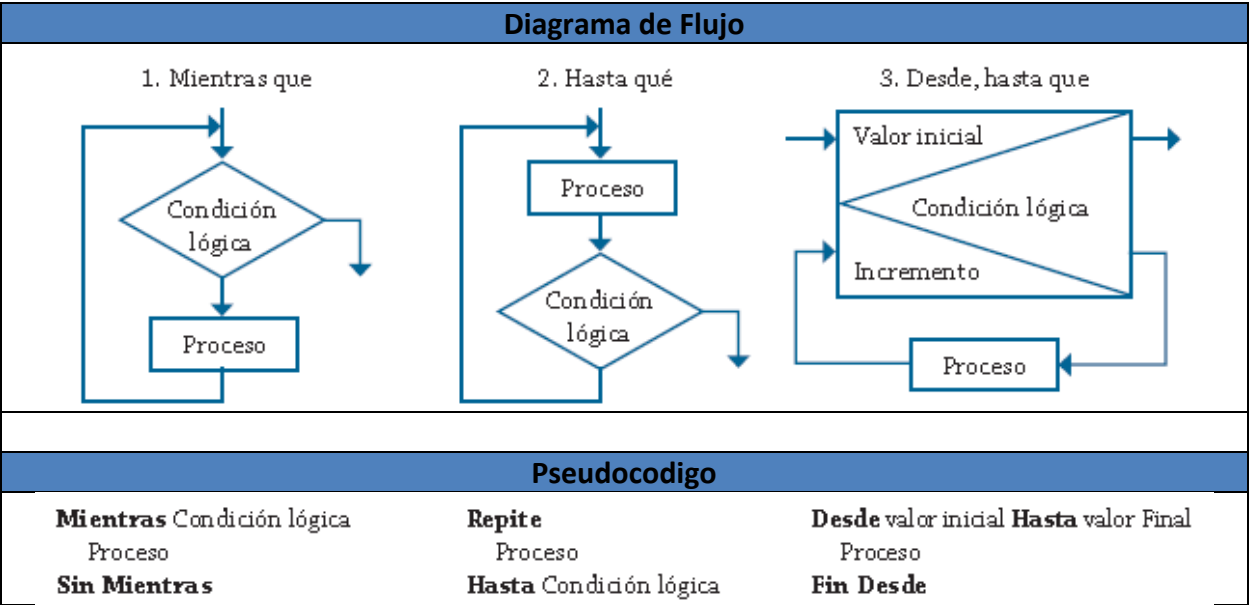 Diagrama de Flujo
1. Mientras que
2. Hasta qué
3. Desde, hasta que
Condición
lógica
Proceso
Proceso
Condición
lógica
Valor inicial
Condición lógica
Incremento
Proceso
Pseudocodigo
Mientras Condición lógica
Proceso
Sin Mientras
Repite
Proceso
Hasta Condición lógica
Desde valor inicial Hasta valor Final
Proceso
Fin Desde